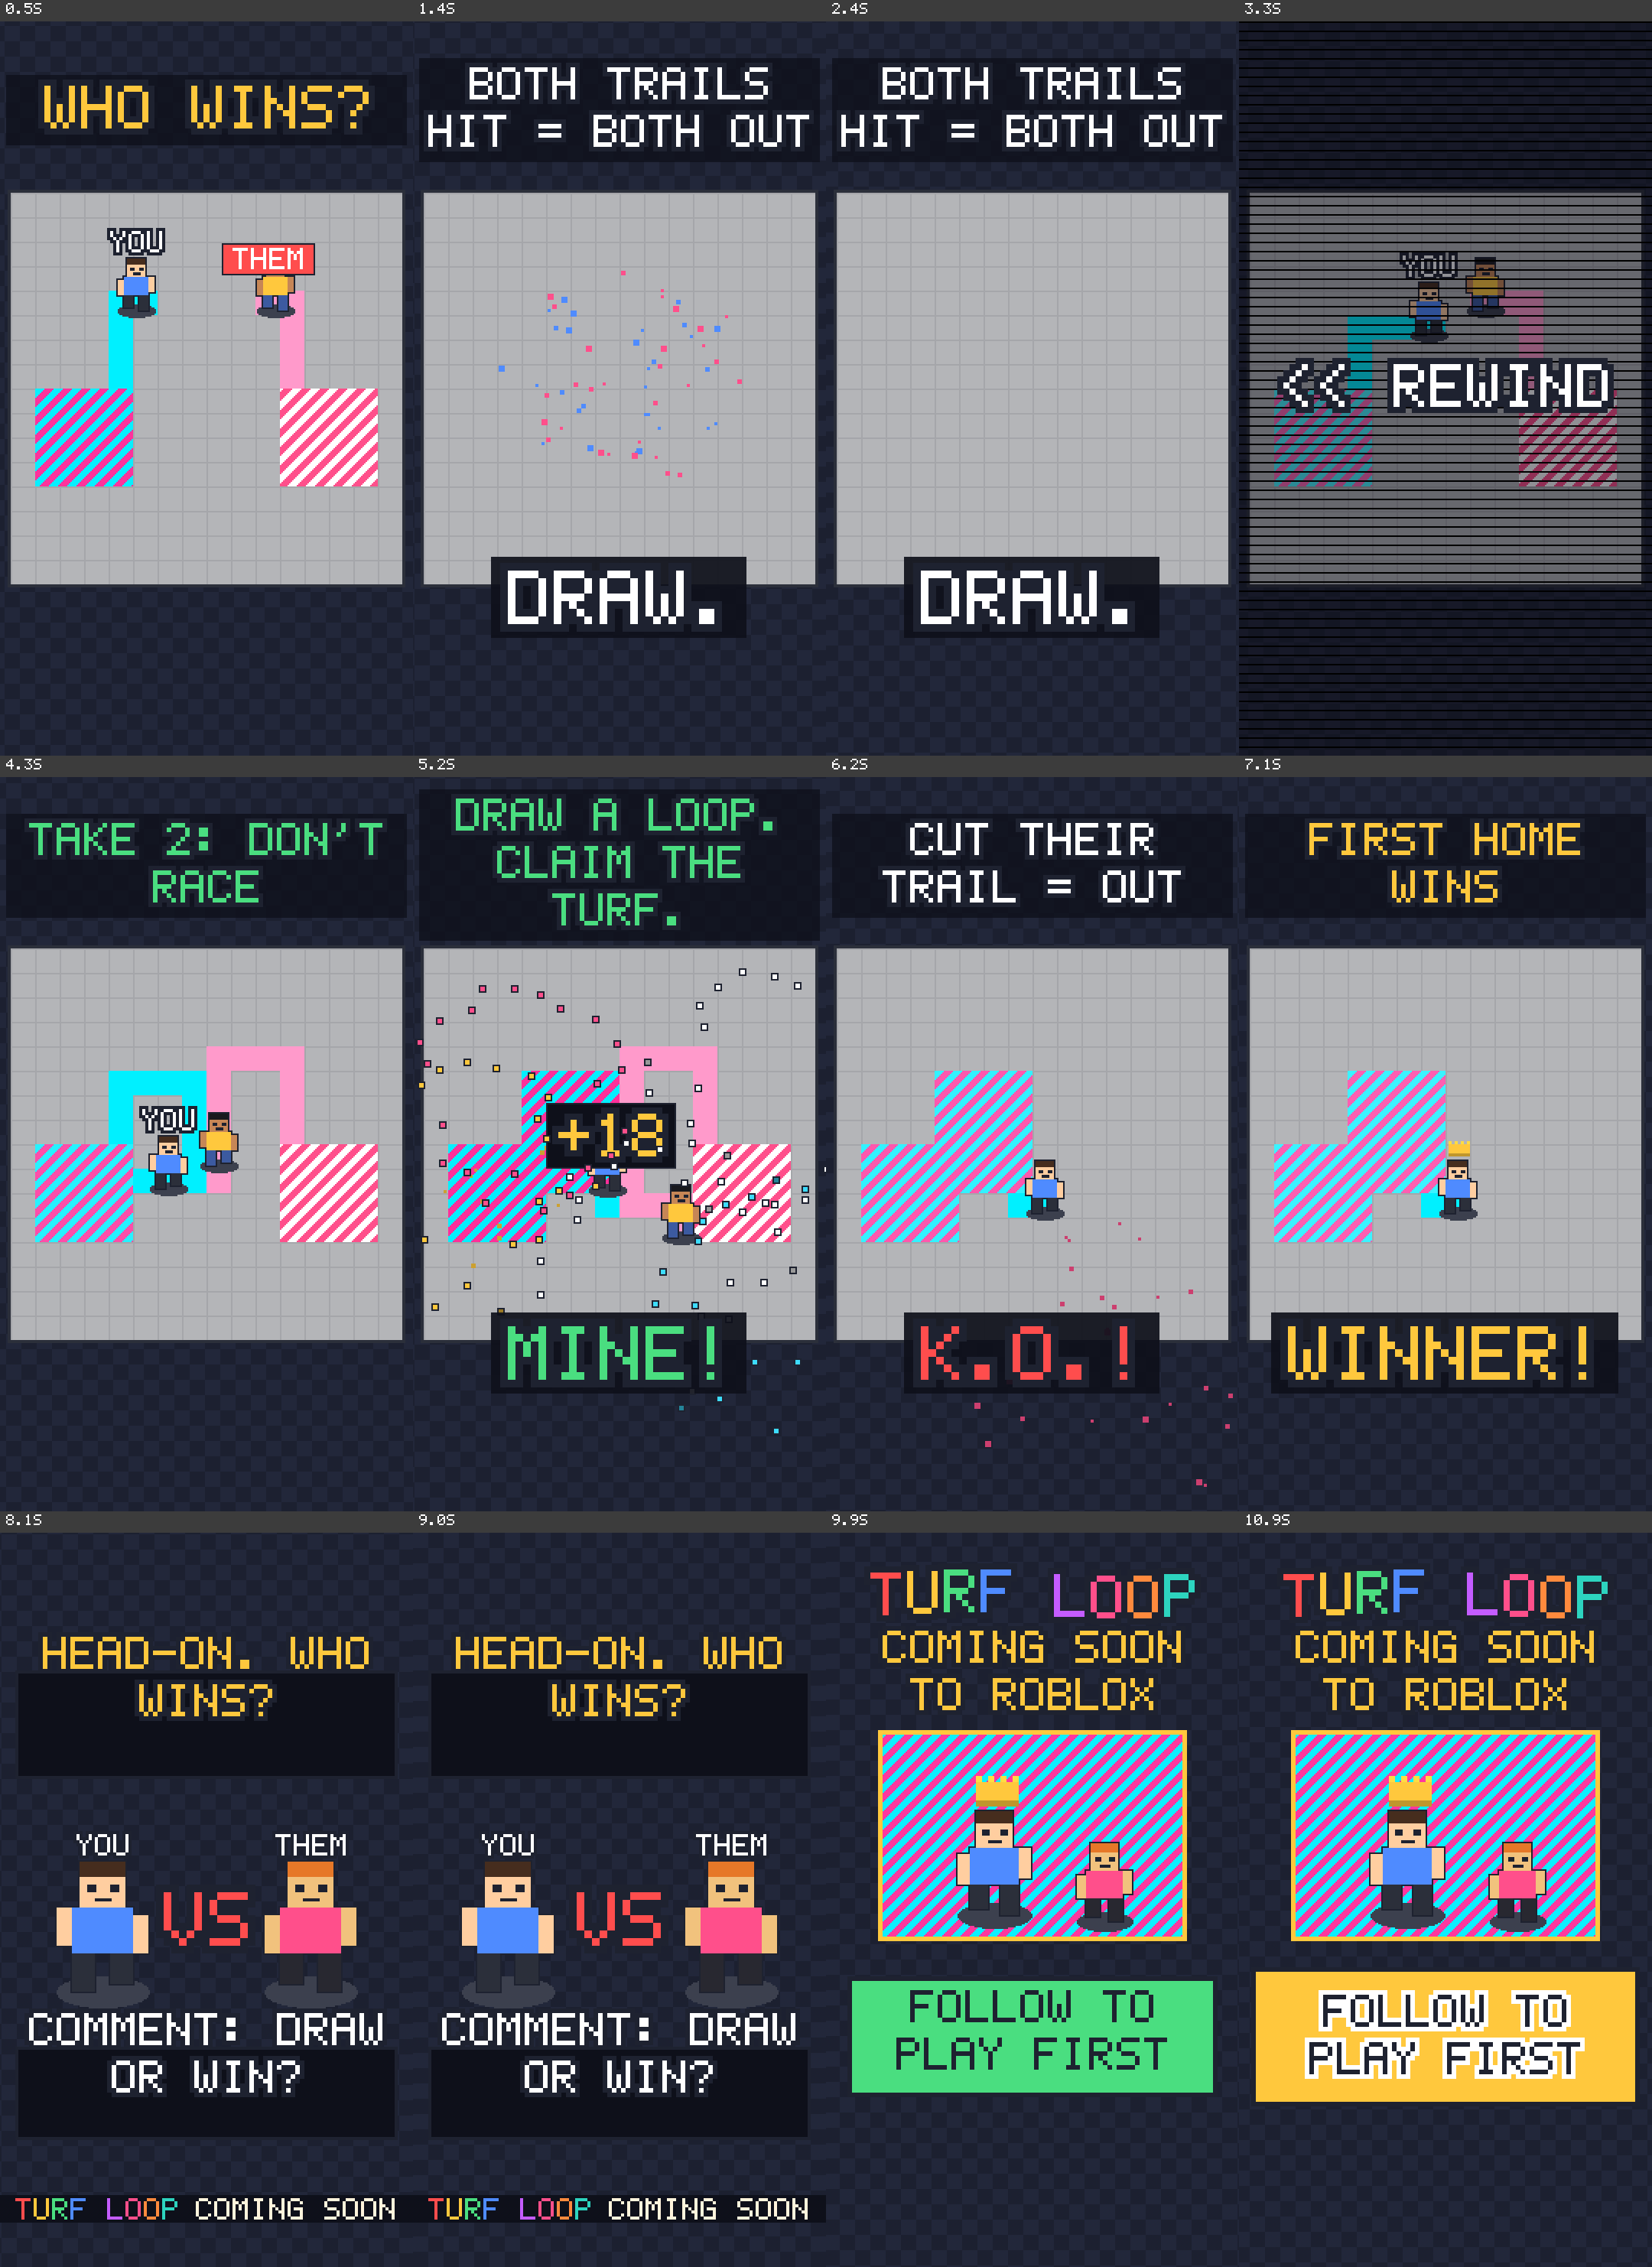 0.5S
WHO WINS?
YOU
THEM
1.4S
BOTH TRAILS
HIT = BOTH OUT
DRAW.
2.4S
BOTH TRAILS
HIT = BOTH OUT
DRAW.
3.3S
YOU
<< REWIND
4.3S
TAKE 2: DON'T
RACE
YOU
5.2S
DRAW A LOOP.
CLAIM THE
TURF.
+18
MINE!
6.2S
CUT THEIR
TRAIL = OUT
K.O.!
7.1S
FIRST HOME
WINS
WINNER!
8.1S
HEAD-ON. WHO
WINS?
YOU
THEM
VS
COMMENT: DRAW
OR WIN?
TURF LOOP COMING SOON
9.0S
HEAD-ON. WHO
WINS?
YOU
THEM
VS
COMMENT: DRAW
OR WIN?
TURF LOOP COMING SOON
9.9S
TURF LOOP
COMING SOON
TO ROBLOX
FOLLOW TO
PLAY FIRST
10.9S
TURF LOOP
COMING SOON
TO ROBLOX
FOLLOW TO
PLAY FIRST